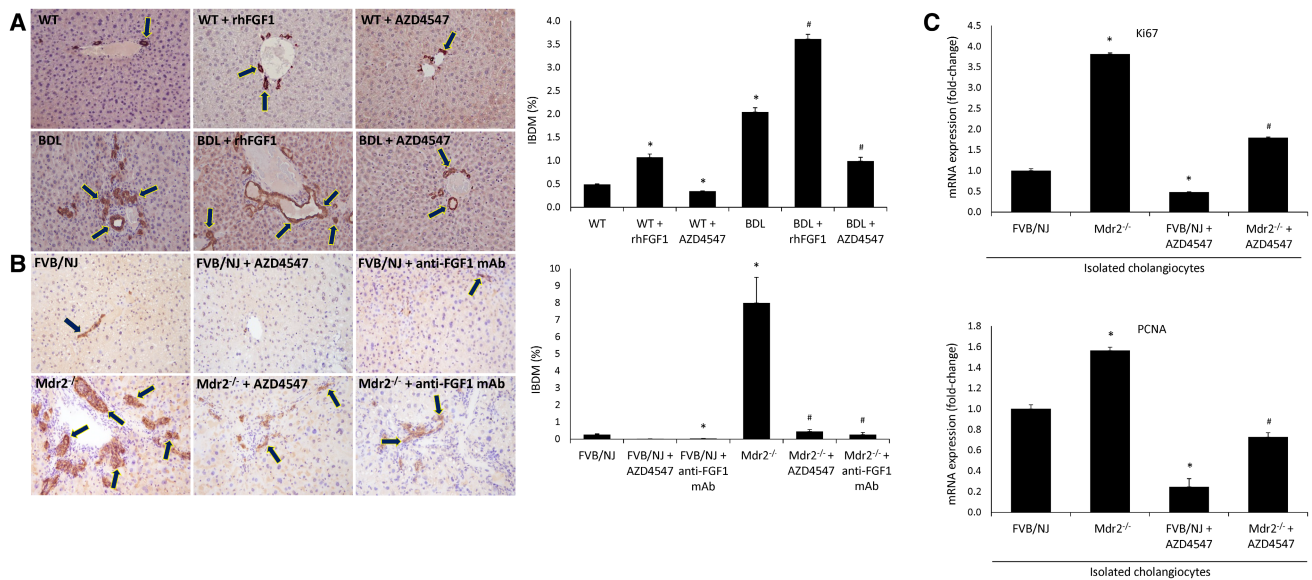 A
WT
WT + rhFGF1
WT + AZD4547
BDL
BDL + rhFGF1
BDL + AZD4547
IBDM (%)
4.0
3.5
3.0
2.5
2.0
1.5
1.0
0.5
0.0
*
*
*
#
#
WT
WT +
rhFGF1
WT +
AZD4547
BDL
BDL +
rhFGF1
BDL +
AZD4547
B
FVB/NJ
FVB/NJ + AZD4547
FVB/NJ + anti-FGF1 mAb
Mdr2-/-
Mdr2-/- + AZD4547
Mdr2-/- + anti-FGF1 mAb
IBDM (%)
10
9
8
7
6
5
4
3
2
1
0
*
*
#
#
FVB/NJ
FVB/NJ +
AZD4547
FVB/NJ +
anti-FGF1
mAb
Mdr2-/-
Mdr2-/- +
AZD4547
Mdr2-/- +
anti-FGF1
mAb
C
Ki67
mRNA expression (fold-change)
4.5
4.0
3.5
3.0
2.5
2.0
1.5
1.0
0.5
0.0
*
*
#
FVB/NJ
Mdr2-/-
FVB/NJ +
AZD4547
Mdr2-/- +
AZD4547
Isolated cholangiocytes
PCNA
mRNA expression (fold-change)
1.8
1.6
1.4
1.2
1.0
0.8
0.6
0.4
0.2
0.0
*
*
#
FVB/NJ
Mdr2-/-
FVB/NJ +
AZD4547
Mdr2-/- +
AZD4547
Isolated cholangiocytes